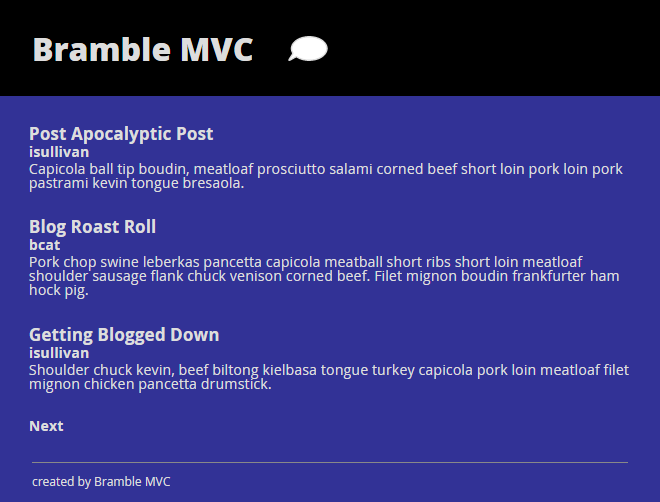 Bramble MVC
Post Apocalyptic Post
isullivan
Capicola ball tip boudin, meatloaf prosciutto salami corned beef short loin pork loin pork
pastrami kevin tongue bresaola.
Blog Roast Roll
bcat
Pork chop swine leberkas pancetta capicola meatball short ribs short loin meatloaf
shoulder sausage flank chuck venison corned beef. Filet mignon boudin frankfurter ham
hock pig.
Getting Blogged Down
isullivan
Shoulder chuck kevin, beef biltong kielbasa tongue turkey capicola pork loin meatloaf filet
mignon chicken pancetta drumstick.
Next
created by Bramble MVC